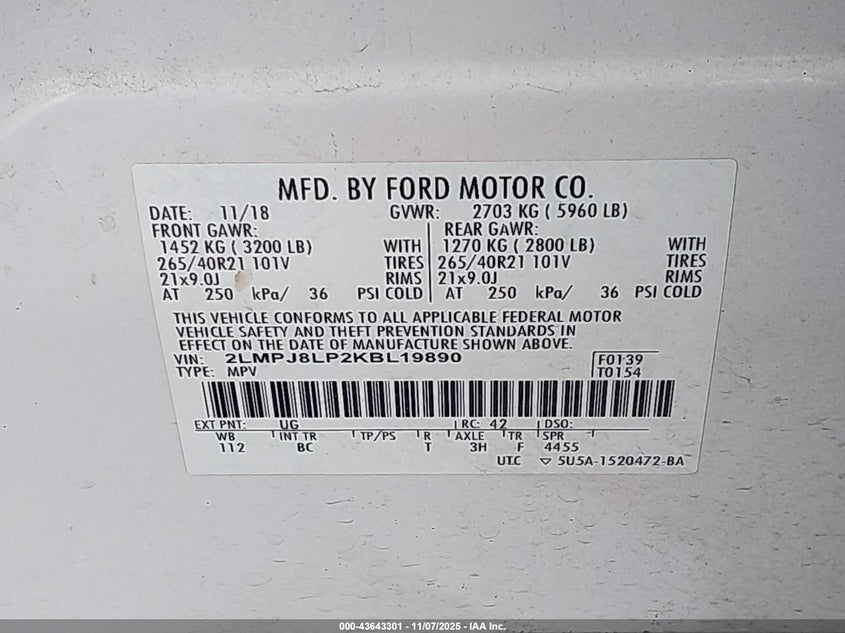 MFD. BY FORD MOTOR CO.
DATE: 11/18 GVWR: 2703 KG ( 5960 LB)
FRONT GAWR: REAR GAWR:
1452 KG ( 3200 LB) WITH 1270 KG ( 2800 LB) WITH
265/40R21 101V TIRES 265/40R21 101V TIRES
21x9.0J RIMS 21x9.0J RIMS
AT 250 kPa/ 36 PSI COLD AT 250 kPa/ 36 PSI COLD
THIS VEHICLE CONFORMS TO ALL APPLICABLE FEDERAL MOTOR
VEHICLE SAFETY AND THEFT PREVENTION STANDARDS IN
EFFECT ON THE DATE OF MANUFACTURE SHOWN ABOVE.
VIN: 2LMPJ8LP2KBL19890 F0139
TYPE: MPV T0154
EXT PNT: UG RC: 42 DSO:
WB INT TR TP/PS R AXLE TR SPR
112 BC T 3H F 4455
UTC ▽ 5U5A-1520472-BA
000-43643301 - 11/07/2025 - IAA Inc.